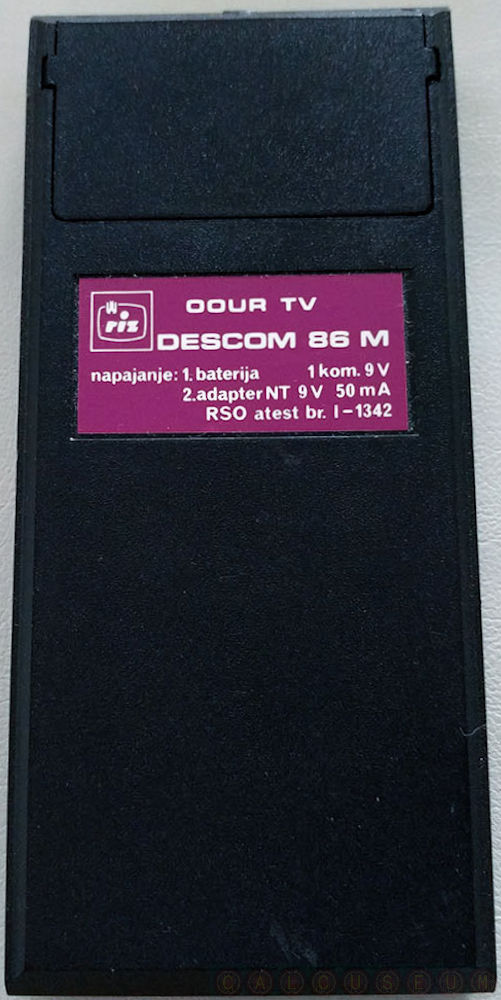 riz
OOUR TV
DESCOM 86 M
napajanje: 1. baterija 1 kom. 9 V
2. adapter NT 9 V 50 mA
RSO atest br. I-1342
CALCUSEUM